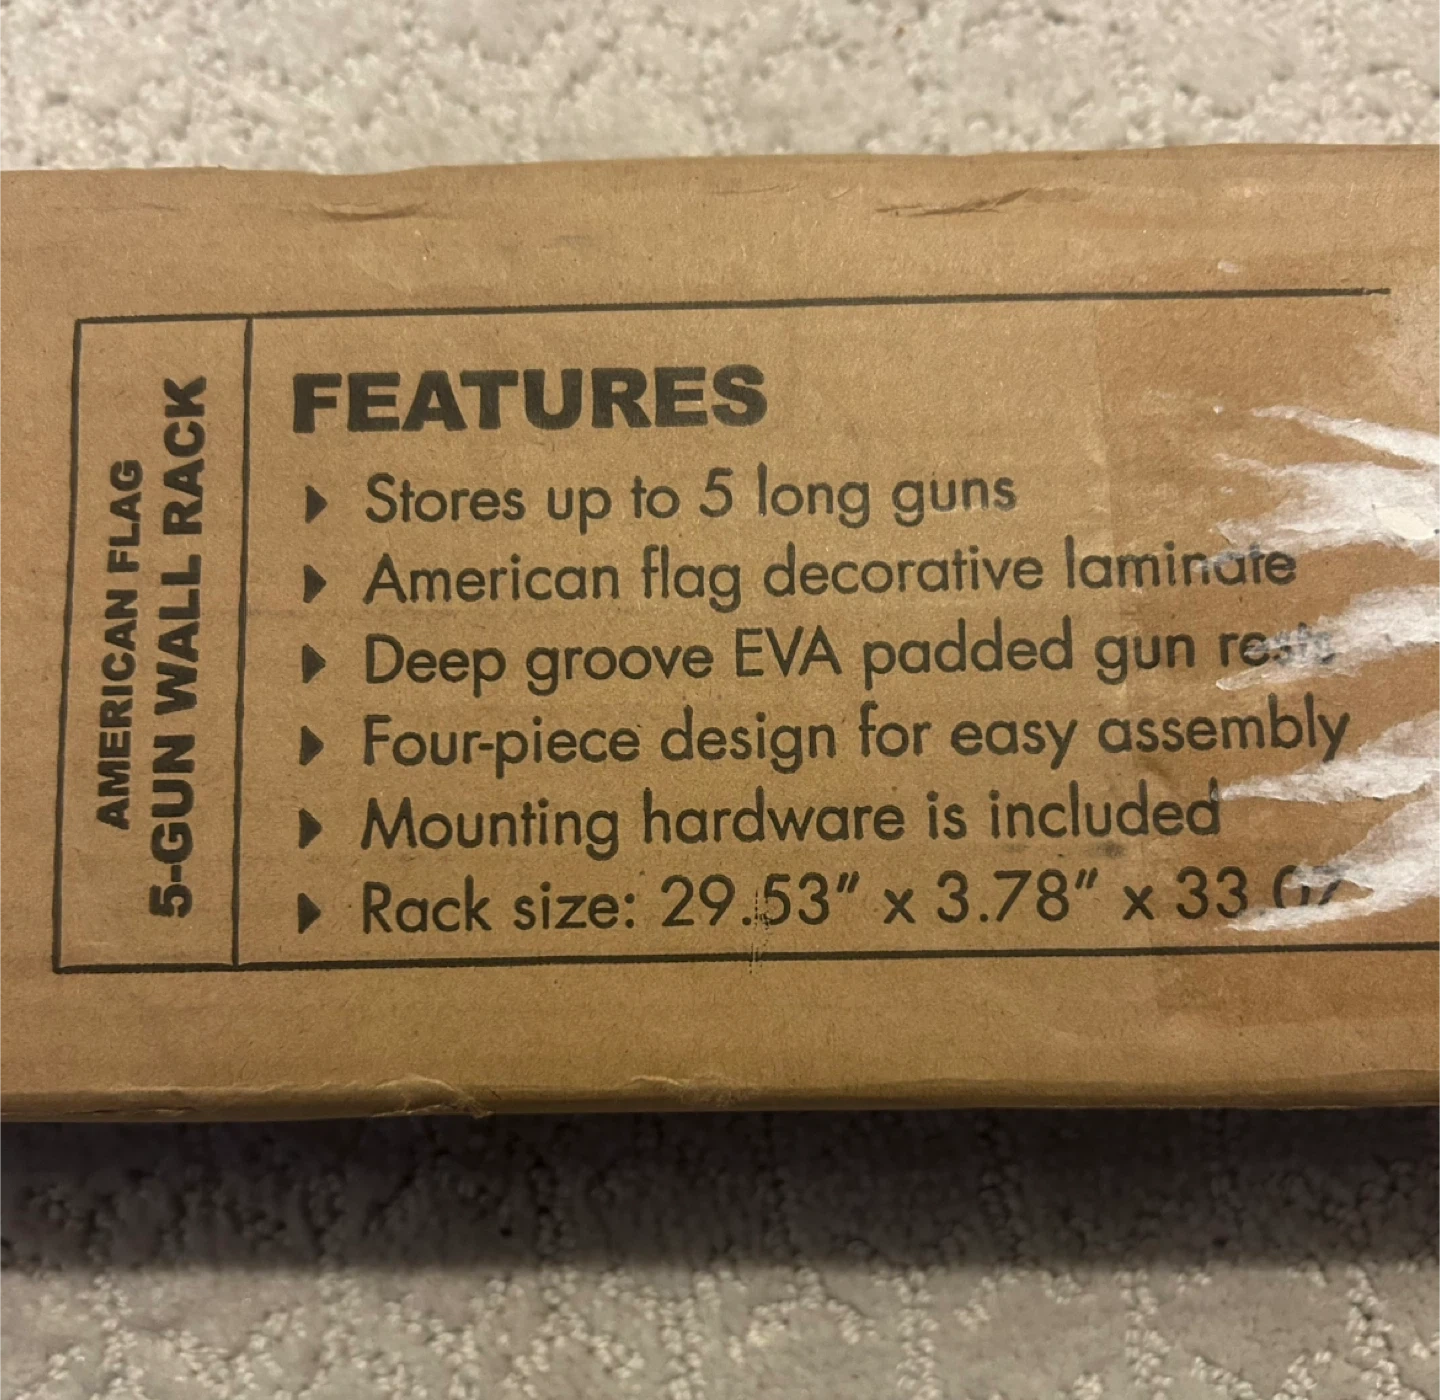 AMERICAN FLAG
5-GUN WALL RACK
FEATURES
Stores up to 5 long guns
American flag decorative laminate
Deep groove EVA padded gun rests
Four-piece design for easy assembly
Mounting hardware is included
Rack size: 29.53" x 3.78" x